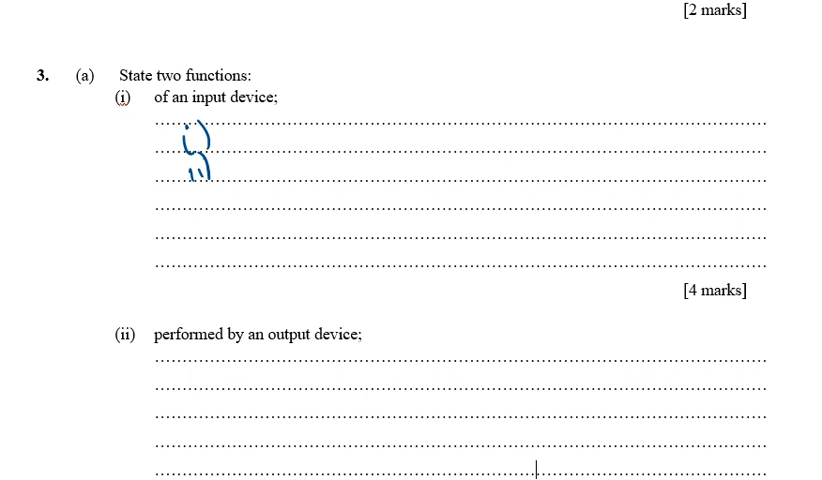 [2 marks]
3. (a) State two functions:
(i) of an input device;
i)
ii)
[4 marks]
(ii) performed by an output device;